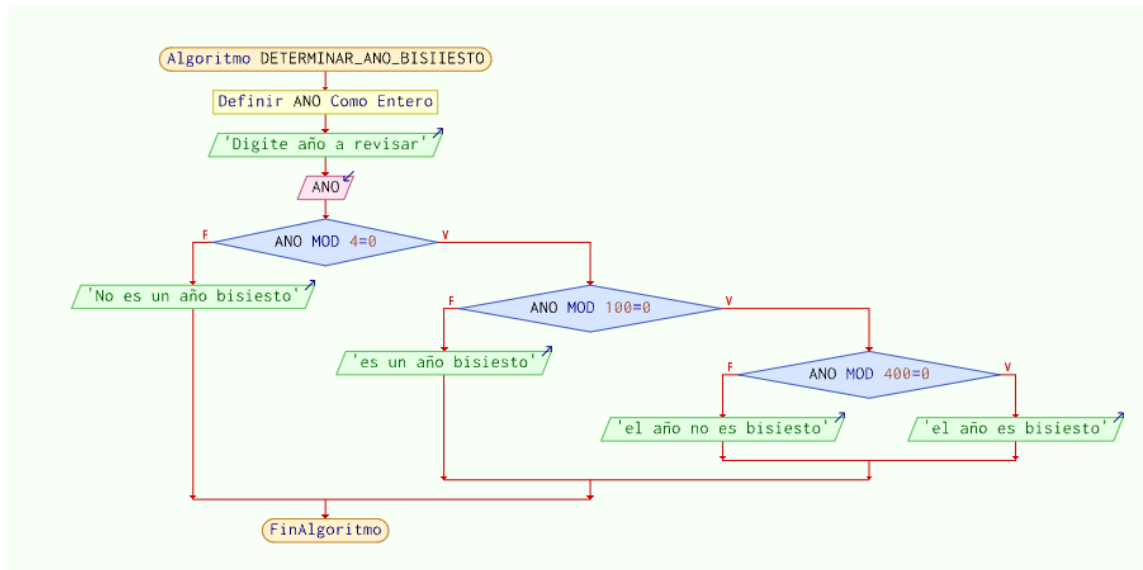 Algoritmo DETERMINAR_ANO_BISIIESTO
Definir ANO Como Entero
'Digite año a revisar'
ANO
F ANO MOD 4=0 V
'No es un año bisiesto'
F ANO MOD 100=0 V
'es un año bisiesto'
F ANO MOD 400=0 V
'el año no es bisiesto' 'el año es bisiesto'
FinAlgoritmo